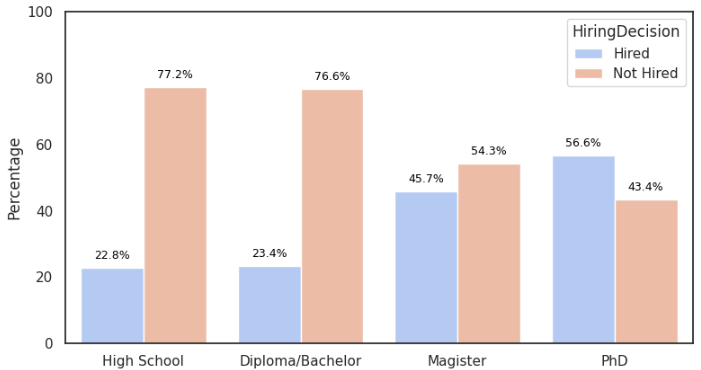 100
80
60
40
20
0
Percentage
HiringDecision
Hired
Not Hired
22.8%
77.2%
23.4%
76.6%
45.7%
54.3%
56.6%
43.4%
High School
Diploma/Bachelor
Magister
PhD